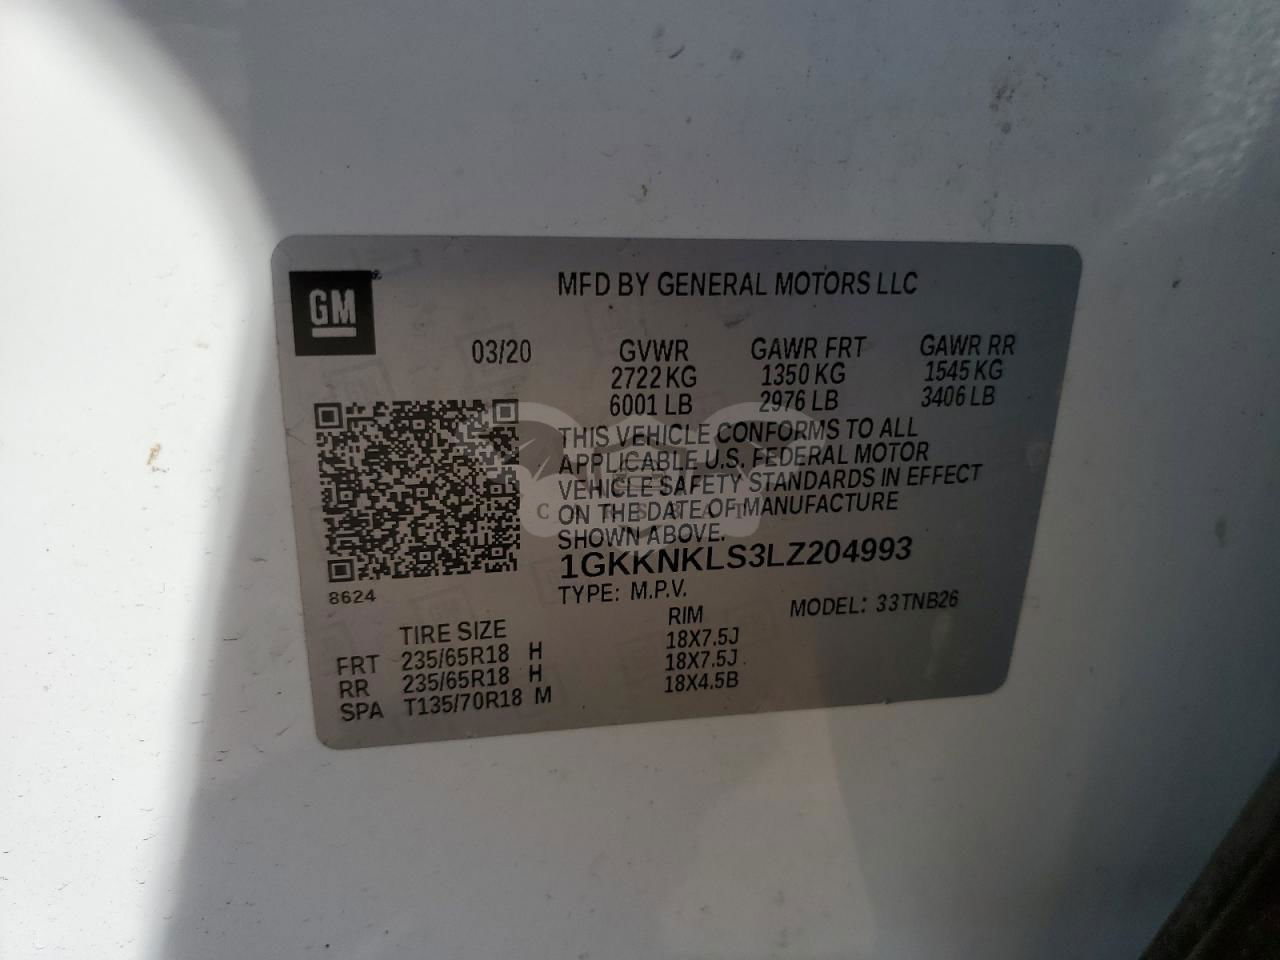 GM
MFD BY GENERAL MOTORS LLC
03/20 GVWR GAWR FRT GAWR RR
2722 KG 1350 KG 1545 KG
6001 LB 2976 LB 3406 LB
THIS VEHICLE CONFORMS TO ALL
APPLICABLE U.S. FEDERAL MOTOR
VEHICLE SAFETY STANDARDS IN EFFECT
ON THE DATE OF MANUFACTURE
SHOWN ABOVE.
1GKKNKLS3LZ204993
8624
TYPE: M.P.V. MODEL: 33TNB26
TIRE SIZE RIM
FRT 235/65R18 H 18X7.5J
RR 235/65R18 H 18X7.5J
SPA T135/70R18 M 18X4.5B